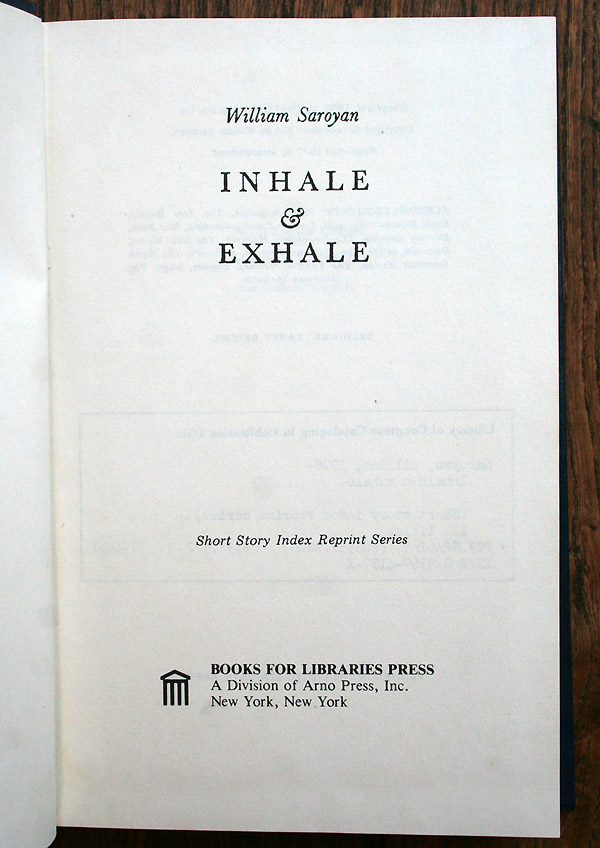 William Saroyan
INHALE
&
EXHALE
Short Story Index Reprint Series
BOOKS FOR LIBRARIES PRESS
A Division of Arno Press, Inc.
New York, New York